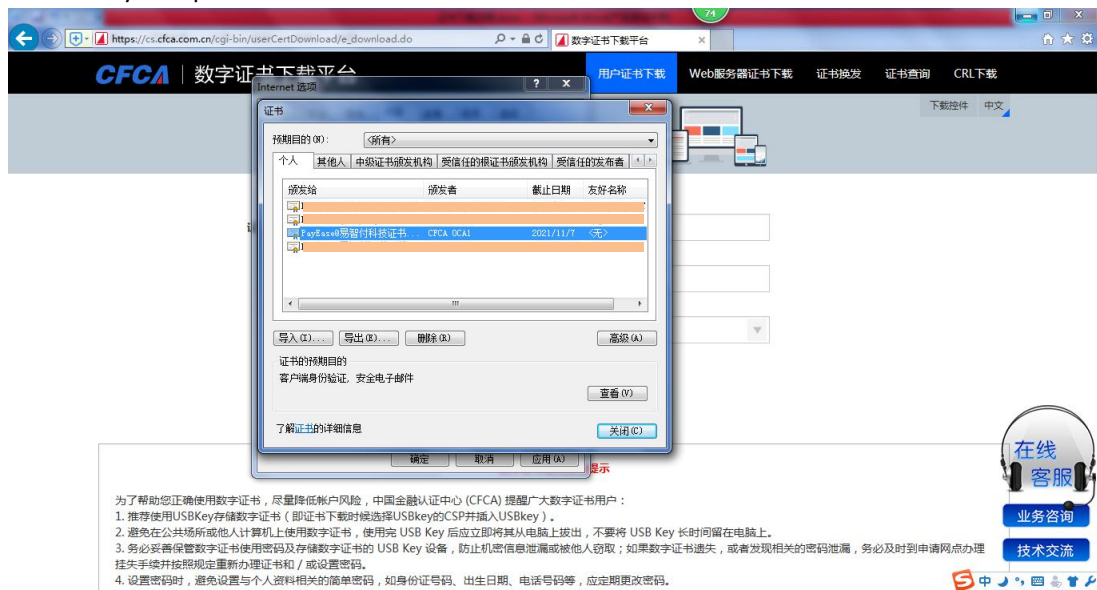 74
https://cs.cfca.com.cn/cgi-bin/userCertDownload/e_download.do
数字证书下载平台
CFCA 数字证书下载平台
用户证书下载 Web服务器证书下载 证书换发 证书查询 CRL下载
下载控件 中文
Internet 选项
证书
预期目的(N): <所有>
个人 其他人 中级证书颁发机构 受信任的根证书颁发机构 受信任的发布者
颁发给 颁发者 截止日期 友好名称
PayEase@易智付科技证书... CFCA OCA1 2021/11/7 <无>
导入(I)... 导出(E)... 删除(R) 高级(A)
证书的预期目的
客户端身份验证, 安全电子邮件
查看(V)
了解证书的详细信息
关闭(C)
确定 取消 应用(A)
提示
在线
客服
业务咨询
技术交流
为了帮助您正确使用数字证书，尽量降低帐户风险，中国金融认证中心 (CFCA) 提醒广大数字证书用户：
1. 推荐使用USBKey存储数字证书（即证书下载时候选择USBkey的CSP并插入USBkey）。
2. 避免在公共场所或他人计算机上使用数字证书，使用完 USB Key 后应立即将其从电脑上拔出，不要将 USB Key 长时间留在电脑上。
3. 务必妥善保管数字证书使用密码及存储数字证书的 USB Key 设备，防止机密信息泄漏或被他人窃取；如果数字证书遗失，或者发现相关的密码泄漏，务必及时到申请网点办理
挂失手续并按照规定重新办理证书和 / 或设置密码。
4. 设置密码时，避免设置与个人资料相关的简单密码，如身份证号码、出生日期、电话号码等，应定期更改密码。
中